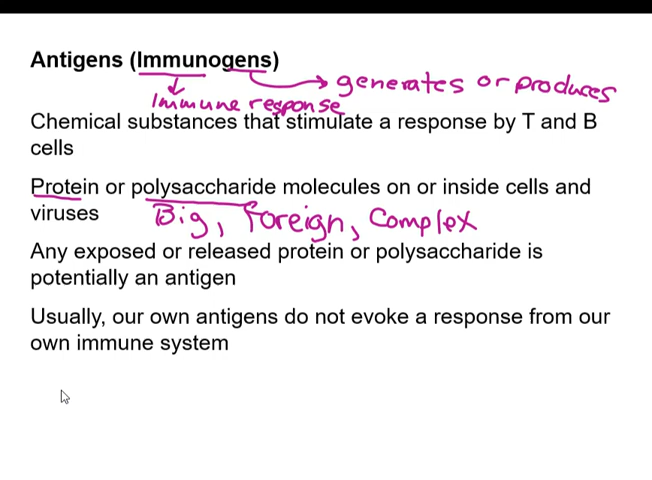 Antigens (Immunogens)
generates or produces
Immune response
Chemical substances that stimulate a response by T and B
cells
Protein or polysaccharide molecules on or inside cells and
viruses
Big, foreign, Complex
Any exposed or released protein or polysaccharide is
potentially an antigen
Usually, our own antigens do not evoke a response from our
own immune system